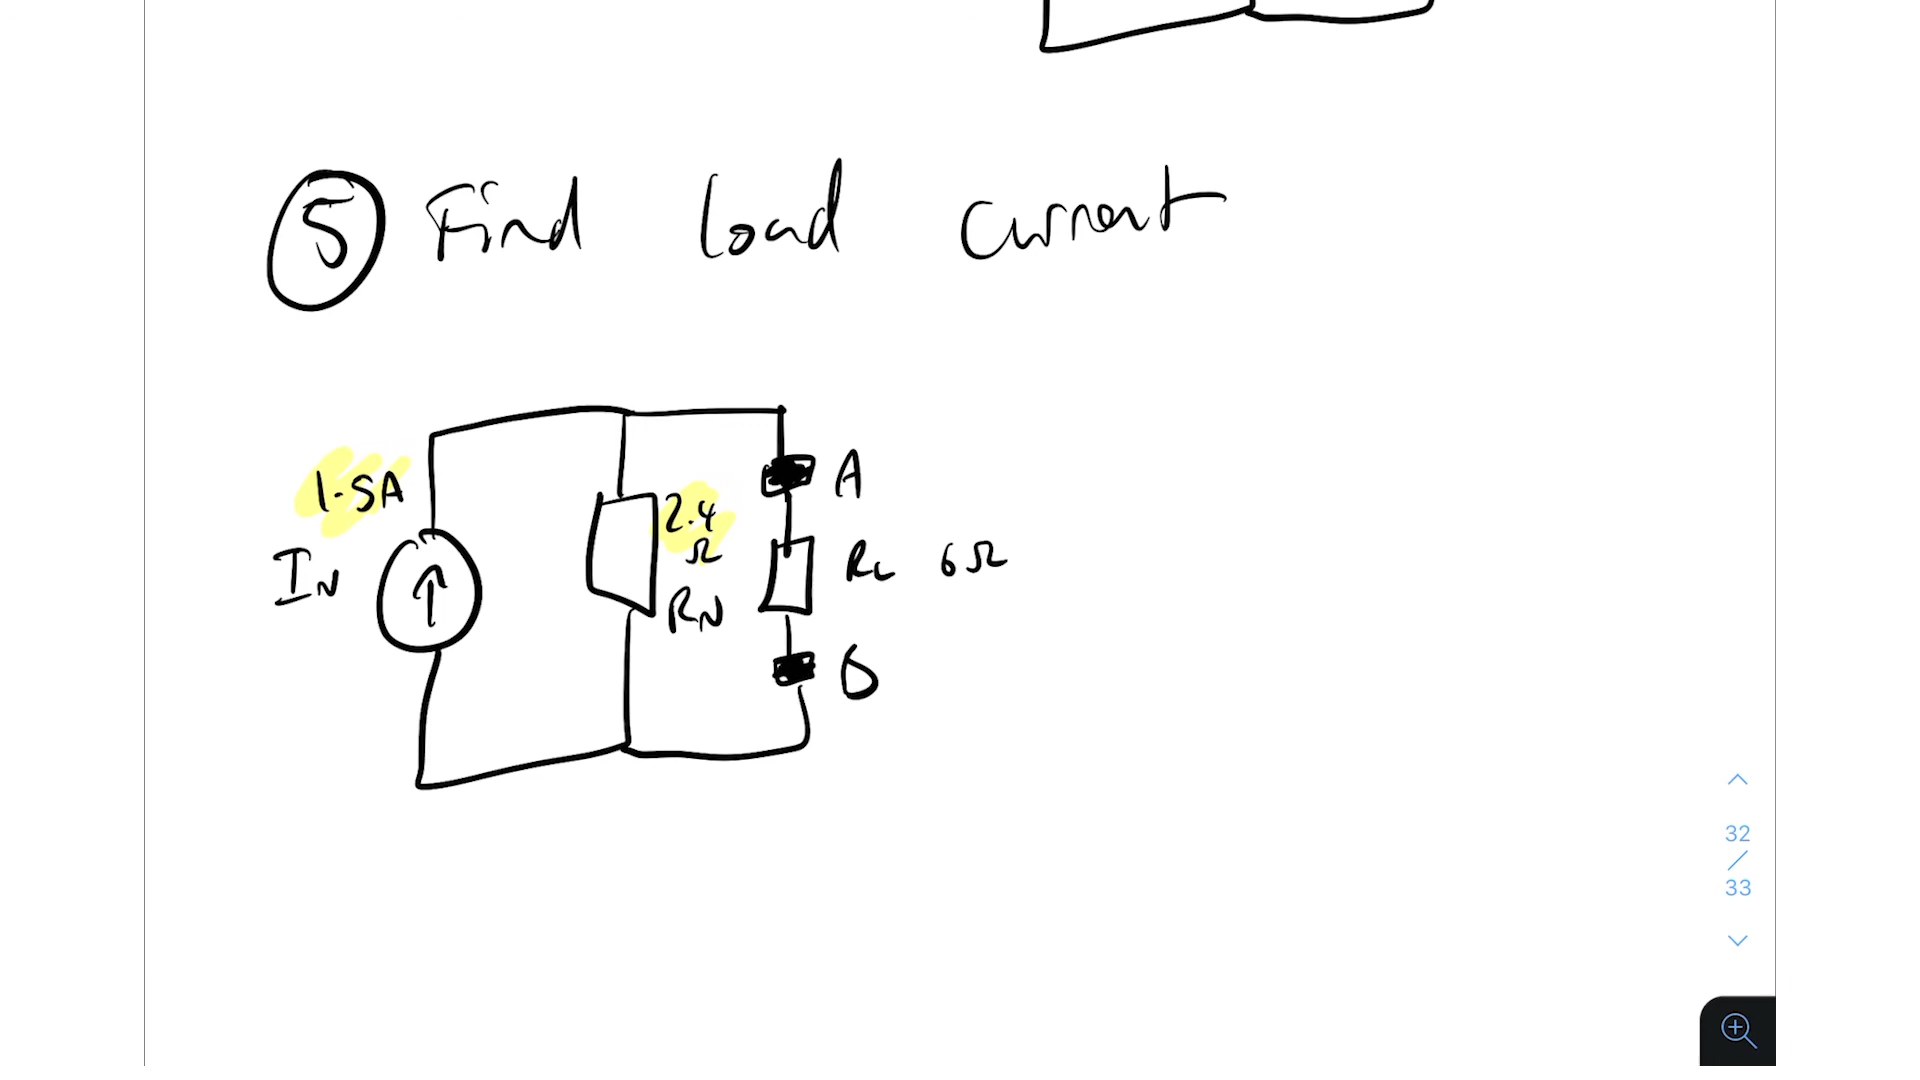 5 Find load current
1.5A
IN
2.4
Ω
RN
A
RL 6Ω
B
32
/
33